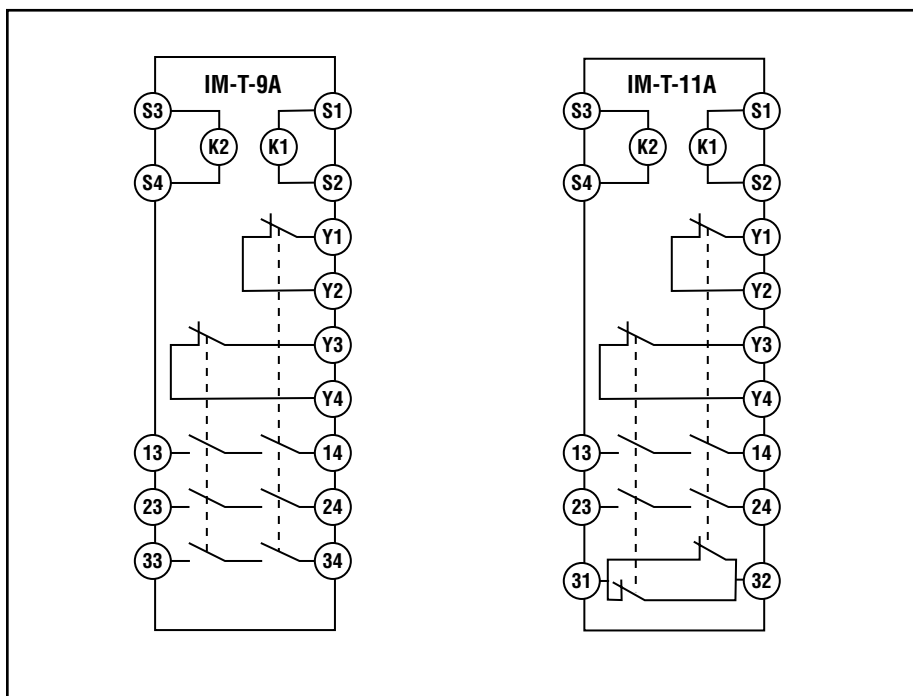 IM-T-9A
S3
S1
K2
K1
S4
S2
Y1
Y2
Y3
Y4
13
14
23
24
33
34
IM-T-11A
S3
S1
K2
K1
S4
S2
Y1
Y2
Y3
Y4
13
14
23
24
31
32